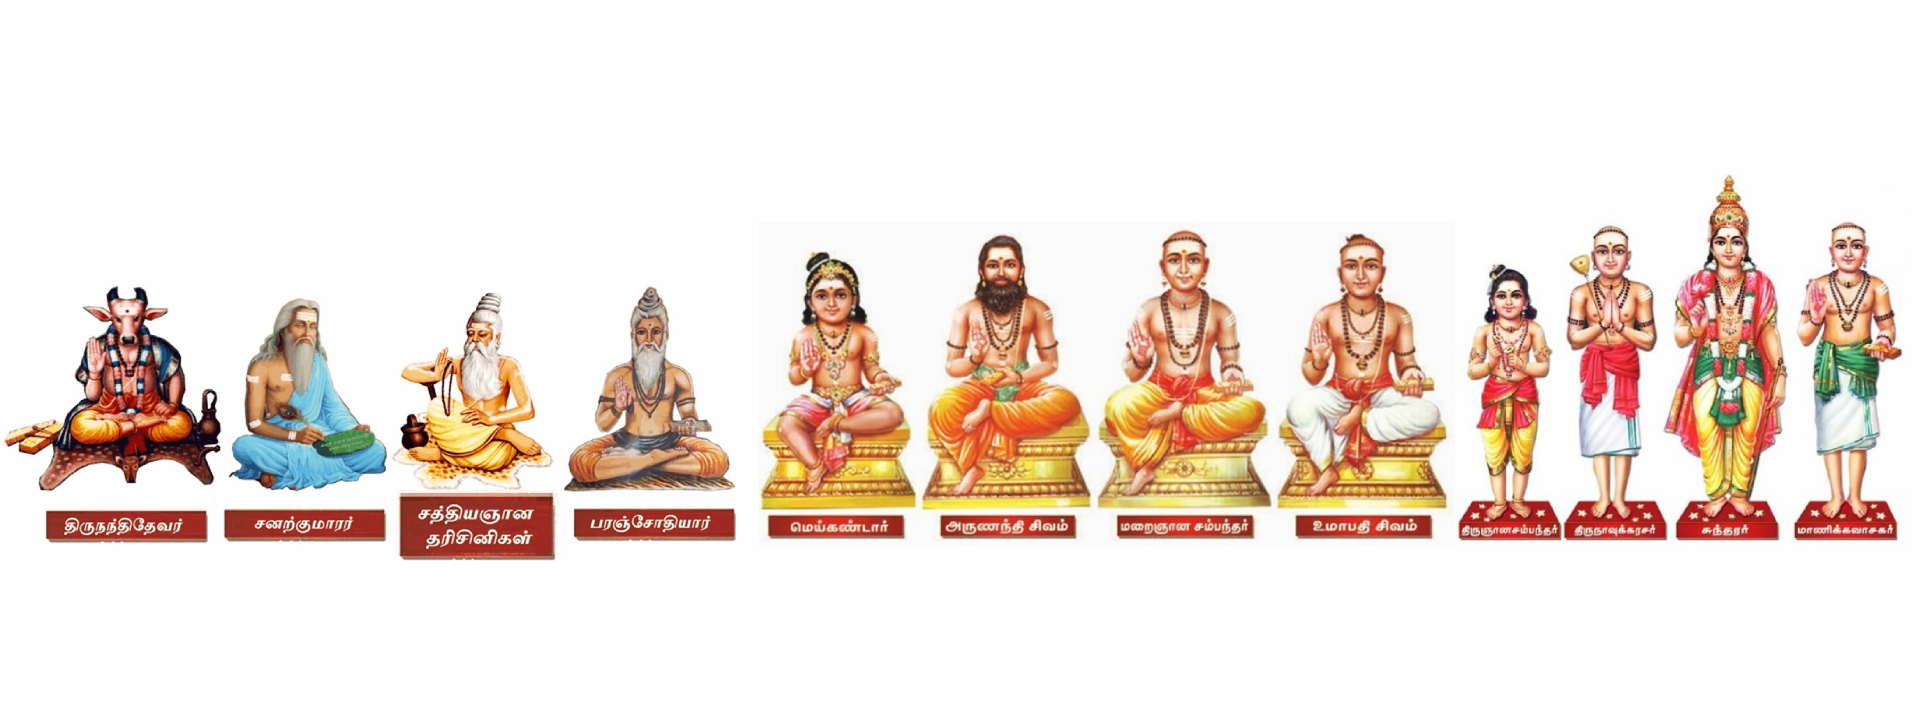 திருநந்திதேவர்
சனற்குமாரர்
சத்தியஞான
தரிசினிகள்
பரஞ்சோதியார்
மெய்கண்டார்
அருணந்தி சிவம்
மறைஞான சம்பந்தர்
உமாபதி சிவம்
திருஞானசம்பந்தர்
திருநாவுக்கரசர்
சுந்தரர்
மாணிக்கவாசகர்